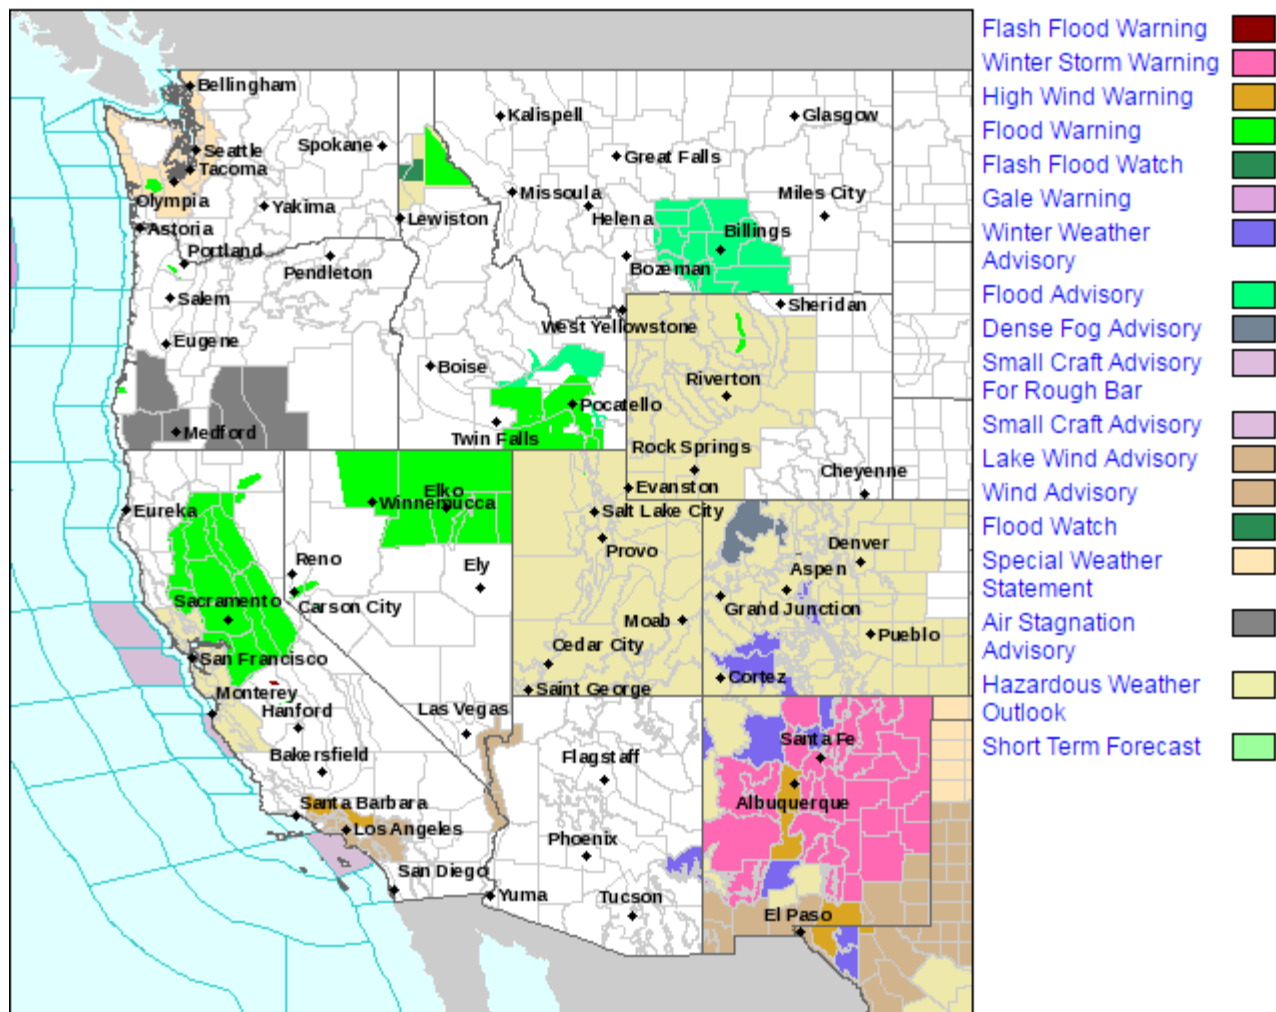 Bellingham
Seattle
Tacoma
Olympia
Astoria
Spokane
Yakima
Lewiston
Portland
Pendleton
Salem
Eugene
Medford
Kalispell
Glasgow
Great Falls
Missoula
Helena
Miles City
Billings
Bozeman
West Yellowstone
Sheridan
Boise
Pocatello
Twin Falls
Riverton
Rock Springs
Cheyenne
Evanston
Eureka
Elko
Winnemucca
Salt Lake City
Provo
Reno
Ely
Carson City
Sacramento
Denver
Aspen
Grand Junction
Moab
Pueblo
Cedar City
Cortez
Saint George
San Francisco
Monterey
Hanford
Las Vegas
Bakersfield
Flagstaff
Santa Fe
Albuquerque
Santa Barbara
Los Angeles
Phoenix
San Diego
Yuma
Tucson
El Paso
Flash Flood Warning
Winter Storm Warning
High Wind Warning
Flood Warning
Flash Flood Watch
Gale Warning
Winter Weather
Advisory
Flood Advisory
Dense Fog Advisory
Small Craft Advisory
For Rough Bar
Small Craft Advisory
Lake Wind Advisory
Wind Advisory
Flood Watch
Special Weather
Statement
Air Stagnation
Advisory
Hazardous Weather
Outlook
Short Term Forecast